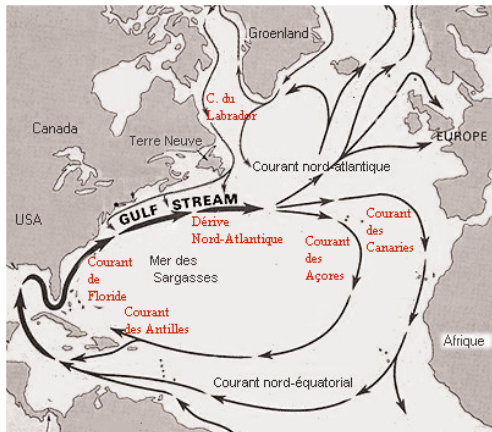 Groenland
C. du
Labrador
Canada
Terre Neuve
EUROPE
Courant nord-atlantique
USA
GULF STREAM
Dérive
Nord-Atlantique
Courant
des
Canaries
Courant
des
Açores
Courant
de
Floride
Mer des
Sargasses
Courant
des Antilles
Afrique
Courant nord-équatorial